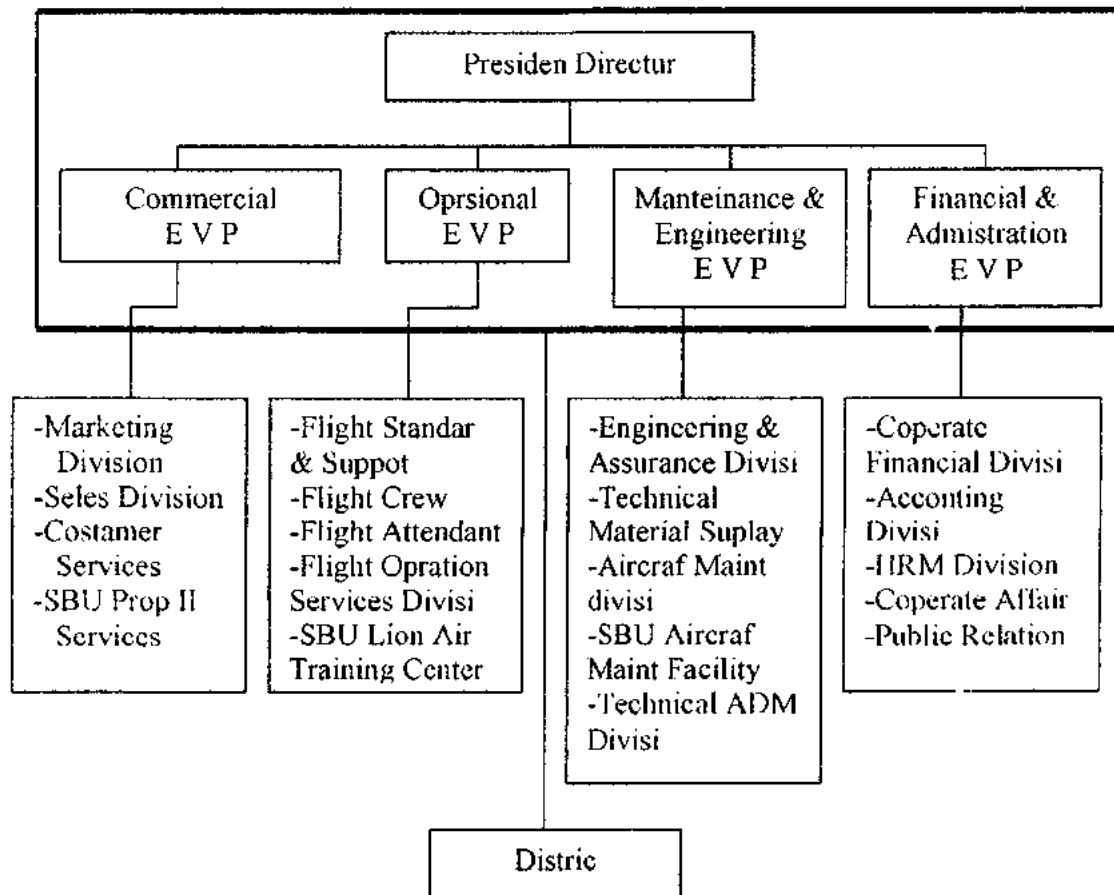 Presiden Directur
Commercial
E V P
Oprsional
E V P
Manteinance &
Engineering
E V P
Financial &
Admistration
E V P
-Marketing
Division
-Seles Division
-Costamer
Services
-SBU Prop II
Services
-Flight Standar
& Suppot
-Flight Crew
-Flight Attendant
-Flight Opration
Services Divisi
-SBU Lion Air
Training Center
-Engineering &
Assurance Divisi
-Technical
Material Suplay
-Aircraf Maint
divisi
-SBU Aircraf
Maint Facility
-Technical ADM
Divisi
-Coperate
Financial Divisi
-Acconting
Divisi
-HRM Division
-Coperate Affair
-Public Relation
Distric